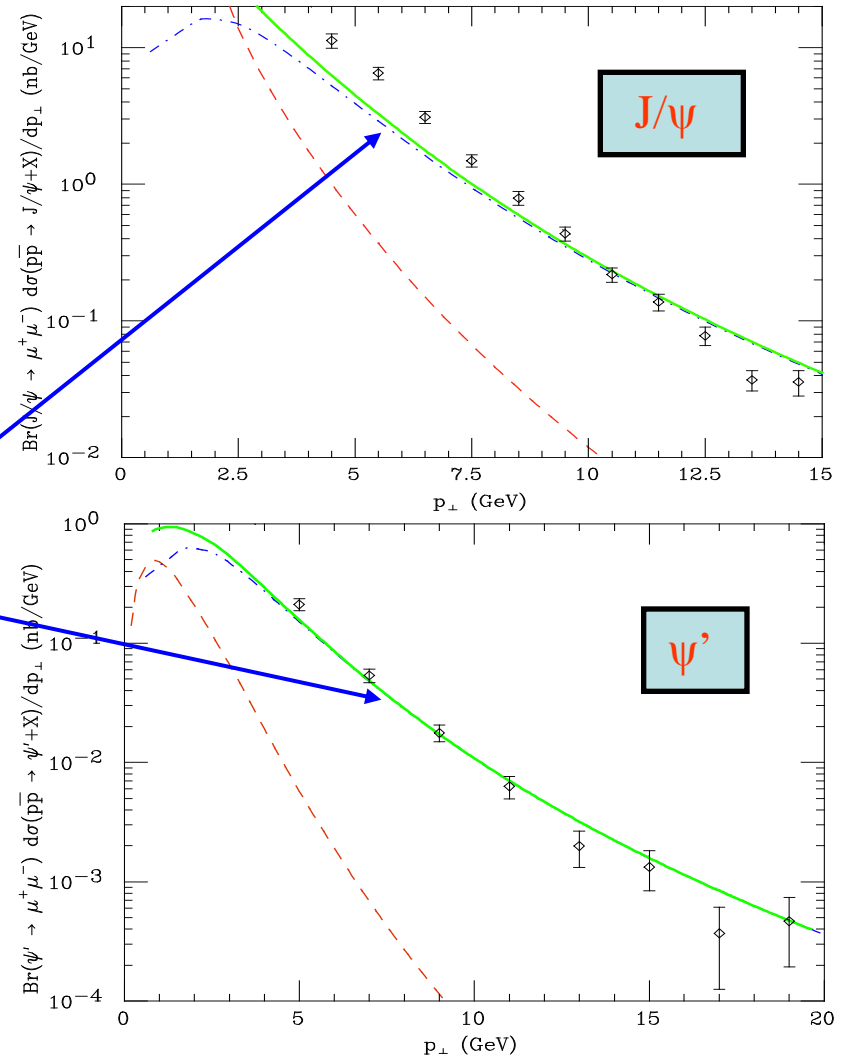 Br(J/ψ → μ⁺μ⁻) dσ(pp̅ → J/ψ+X)/dp⊥ (nb/GeV)
10¹
10⁰
10⁻¹
10⁻²
J/ψ
0 2.5 5 7.5 10 12.5 15
p⊥ (GeV)
Br(ψ' → μ⁺μ⁻) dσ(pp̅ → ψ'+X)/dp⊥ (nb/GeV)
10⁰
10⁻¹
10⁻²
10⁻³
10⁻⁴
ψ’
0 5 10 15 20
p⊥ (GeV)